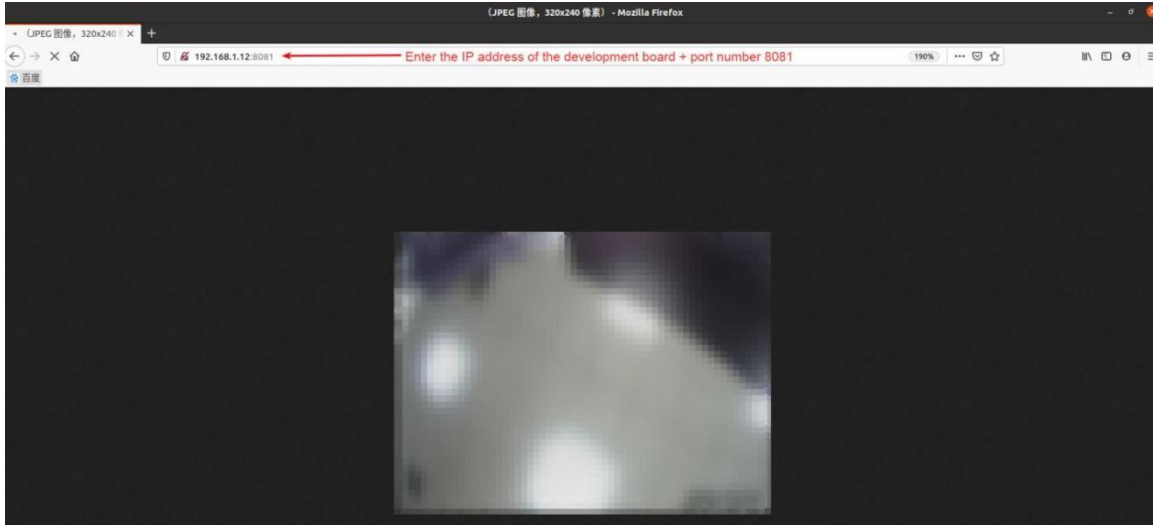 (JPEG 图像，320x240 像素) - Mozilla Firefox
(JPEG 图像，320x240
192.168.1.12:8081
Enter the IP address of the development board + port number 8081
190%
百度